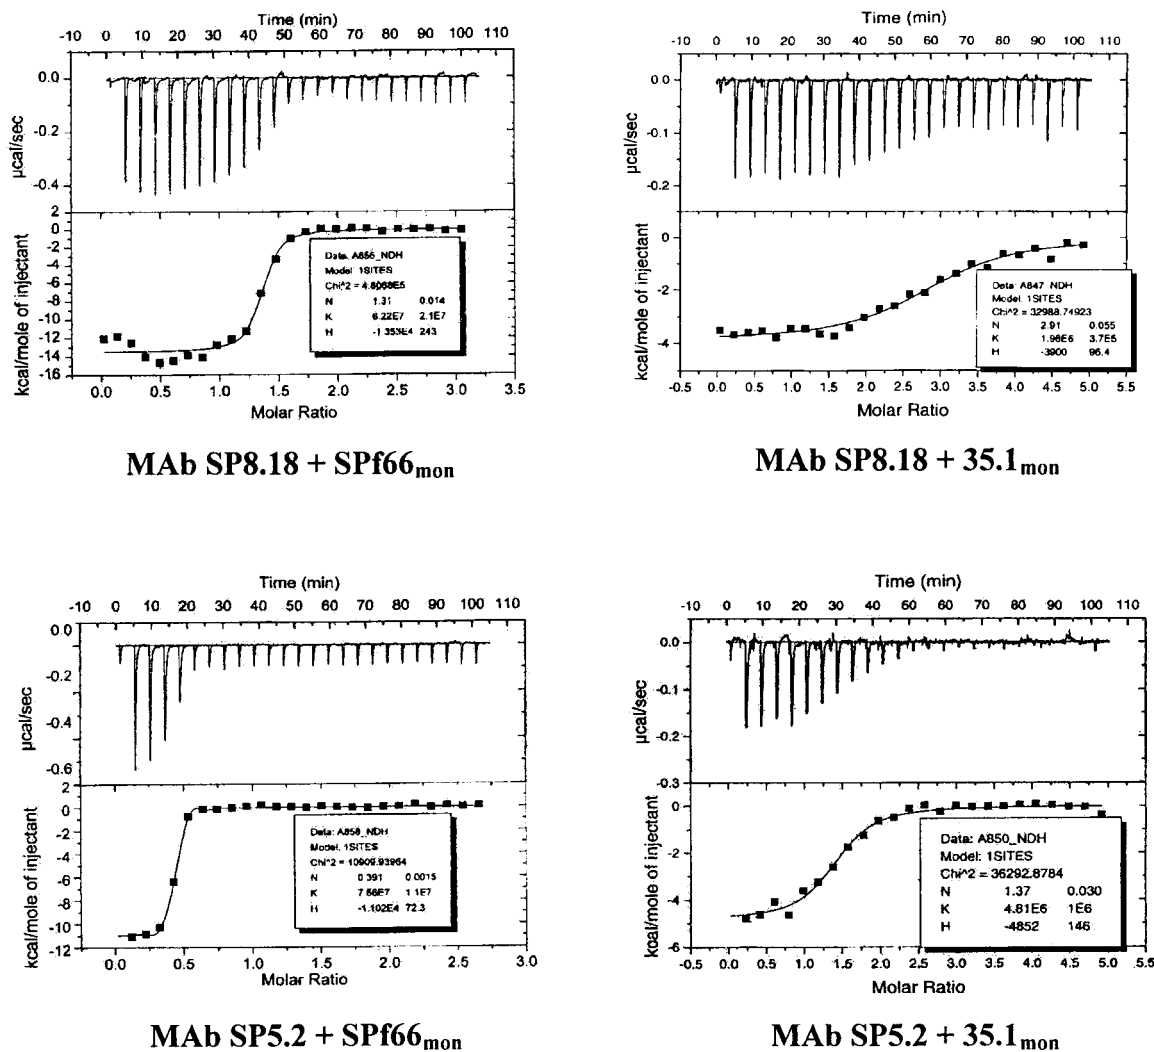 Time (min)
-10 0 10 20 30 40 50 60 70 80 90 100 110
0.0
-0.2
-0.4
µcal/sec
2
0
-2
-4
-6
-8
-10
-12
-14
-16
kcal/mole of injectant
Data: A856_NDH
Model: 1SITES
N 1.31 0.014
K 6.22E7 2.1E7
H -1.353E4 243
0.0 0.5 1.0 1.5 2.0 2.5 3.0 3.5
Molar Ratio
MAb SP8.18 + SPf66mon
Time (min)
-10 0 10 20 30 40 50 60 70 80 90 100 110
0.0
-0.1
-0.2
µcal/sec
0
-2
-4
kcal/mole of injectant
Data: A847_NDH
Model: 1SITES
Chi^2 = 32988.74923
N 2.91 0.055
K 1.96E6 3.7E5
H -3900 96.4
-0.5 0.0 0.5 1.0 1.5 2.0 2.5 3.0 3.5 4.0 4.5 5.0 5.5
Molar Ratio
MAb SP8.18 + 35.1mon
Time (min)
-10 0 10 20 30 40 50 60 70 80 90 100 110
0.0
-0.2
-0.4
-0.6
µcal/sec
2
0
-2
-4
-6
-8
-10
-12
kcal/mole of injectant
Data: A858_NDH
Model: 1SITES
Chi^2 = 10909.93964
N 0.391 0.0015
K 7.56E7 1.1E7
H -1.102E4 72.3
0.0 0.5 1.0 1.5 2.0 2.5 3.0
Molar Ratio
MAb SP5.2 + SPf66mon
Time (min)
-10 0 10 20 30 40 50 60 70 80 90 100 110
0.0
-0.1
-0.2
-0.3
µcal/sec
0
-2
-4
-6
kcal/mole of injectant
Data: A850_NDH
Model: 1SITES
Chi^2 = 36292.8784
N 1.37 0.030
K 4.81E6 1E6
H -4852 146
-0.5 0.0 0.5 1.0 1.5 2.0 2.5 3.0 3.5 4.0 4.5 5.0 5.5
Molar Ratio
MAb SP5.2 + 35.1mon